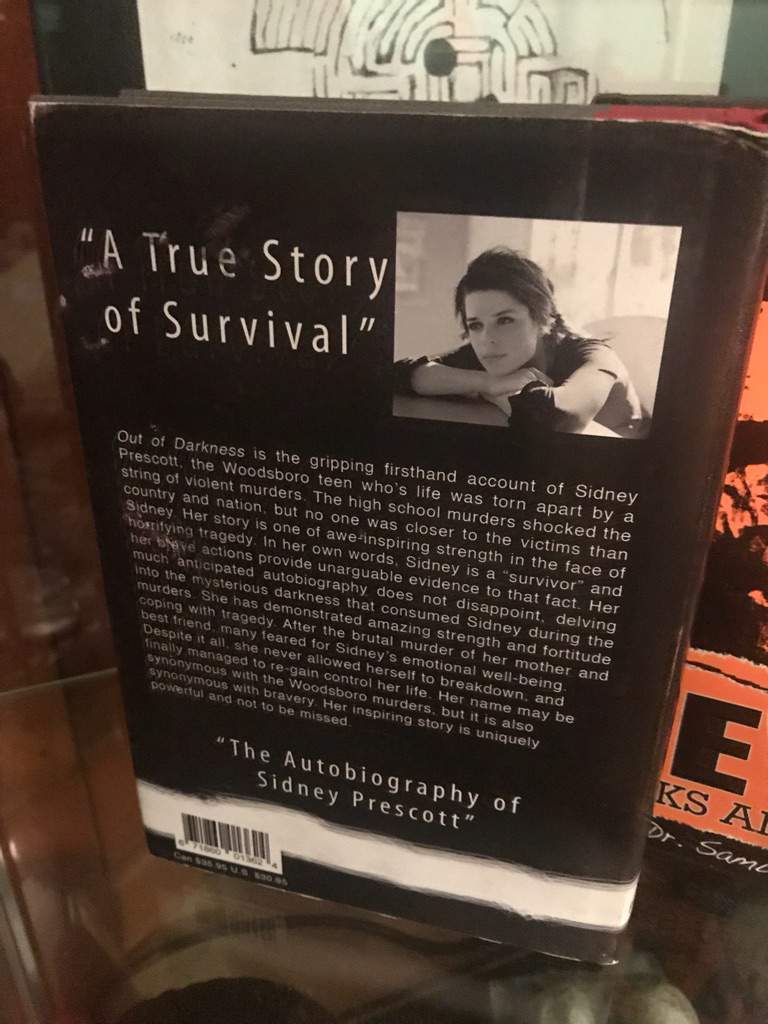 "A True Story
of Survival"
Out of Darkness is the gripping firsthand account of Sidney
Prescott, the Woodsboro teen who's life was torn apart by a
string of violent murders. The high school murders shocked the
country and nation, but no one was closer to the victims than
Sidney. Her story is one of awe-inspiring strength in the face of
horrifying tragedy. In her own words, Sidney is a "survivor" and
her brave actions provide unarguable evidence to that fact. Her
much anticipated autobiography does not disappoint, delving
into the mysterious darkness that consumed Sidney during the
murders. She has demonstrated amazing strength and fortitude
coping with tragedy. After the brutal murder of her mother and
best friend, many feared for Sidney's emotional well-being.
Despite it all, she never allowed herself to breakdown, and
finally managed to re-gain control her life. Her name may be
synonymous with the Woodsboro murders, but it is also
synonymous with bravery. Her inspiring story is uniquely
powerful and not to be missed.
"The Autobiography of
Sidney Prescott"
6 71860 01362 4
Can $35.95 U.S. $30.95
E
KS A
Dr. Sam